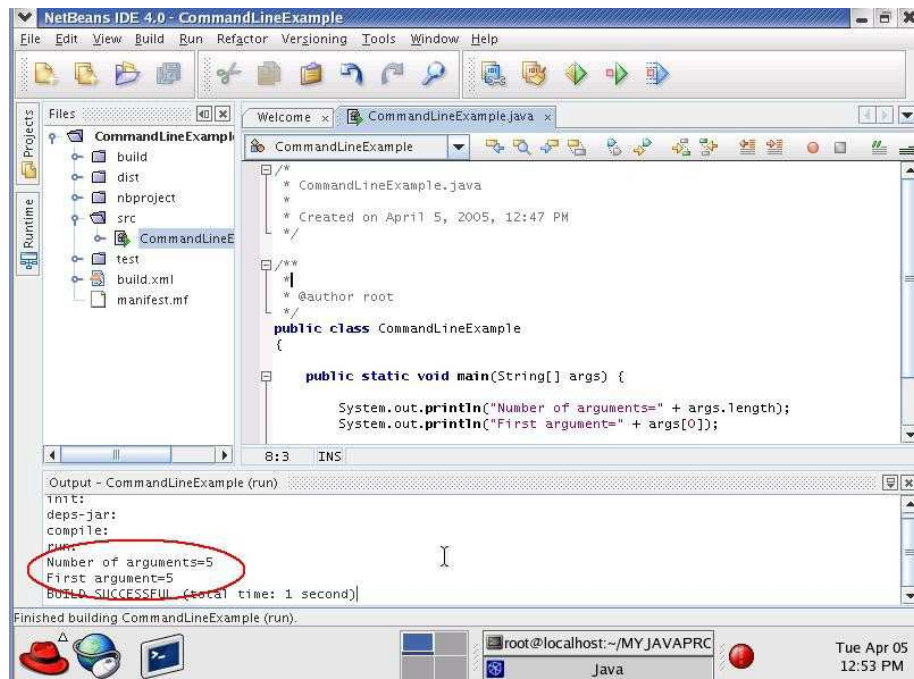 NetBeans IDE 4.0 - CommandLineExample
File Edit View Build Run Refactor Versioning Tools Window Help
Projects
Runtime
Files
CommandLineExampl
build
dist
nbproject
src
CommandLineE
test
build.xml
manifest.mf
Welcome x CommandLineExample.java x
CommandLineExample
/*
* CommandLineExample.java
*
* Created on April 5, 2005, 12:47 PM
*/
/**
*
* @author root
*/
public class CommandLineExample
{
public static void main(String[] args) {
System.out.println("Number of arguments=" + args.length);
System.out.println("First argument=" + args[0]);
8:3 INS
Output - CommandLineExample (run)
init:
deps-jar:
compile:
run:
Number of arguments=5
First argument=5
BUILD SUCCESSFUL (total time: 1 second)
Finished building CommandLineExample (run).
root@localhost:~/MYJAVAPRC
Java
Tue Apr 05
12:53 PM